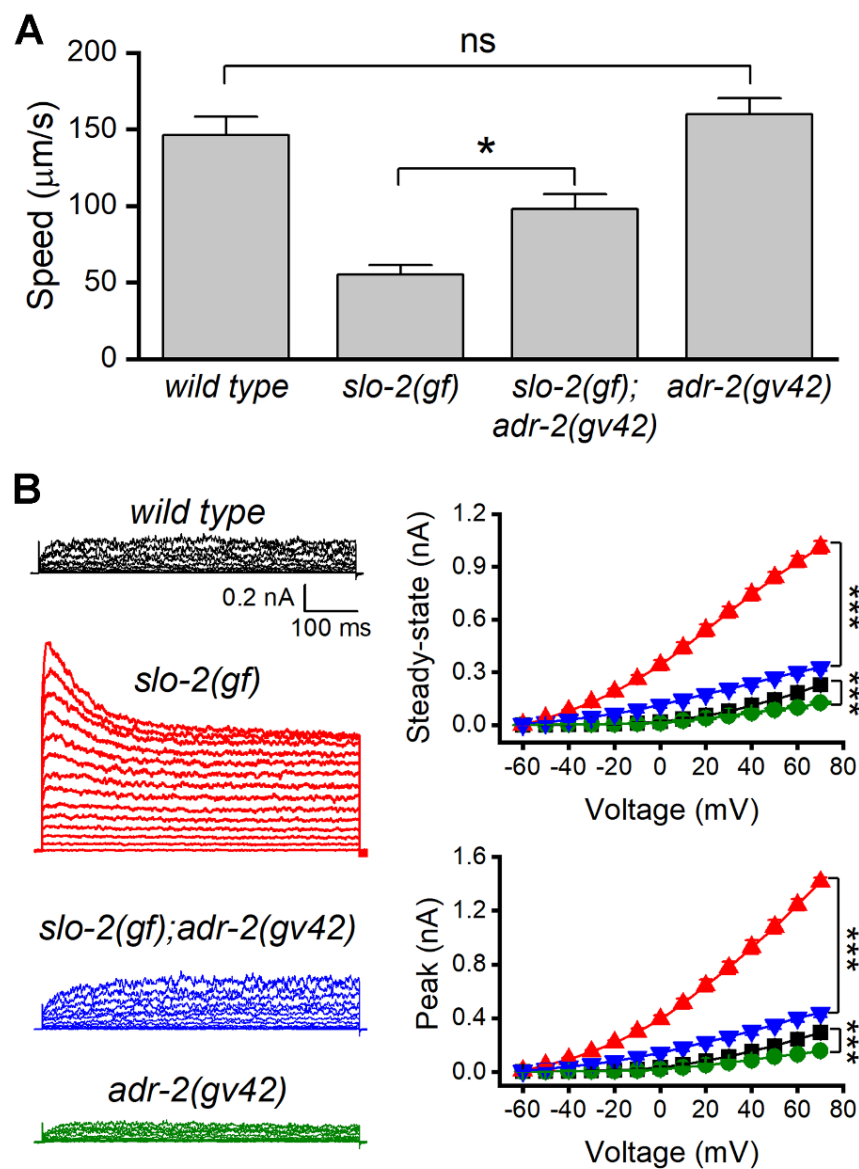 A
ns
*
Speed (μm/s)
200
150
100
50
0
wild type
slo-2(gf)
slo-2(gf);
adr-2(gv42)
adr-2(gv42)
B
wild type
0.2 nA
100 ms
slo-2(gf)
slo-2(gf);adr-2(gv42)
adr-2(gv42)
Steady-state (nA)
1.2
0.9
0.6
0.3
0.0
-60 -40 -20 0 20 40 60 80
Voltage (mV)
***
***
Peak (nA)
1.6
1.2
0.8
0.4
0.0
-60 -40 -20 0 20 40 60 80
Voltage (mV)
***
***